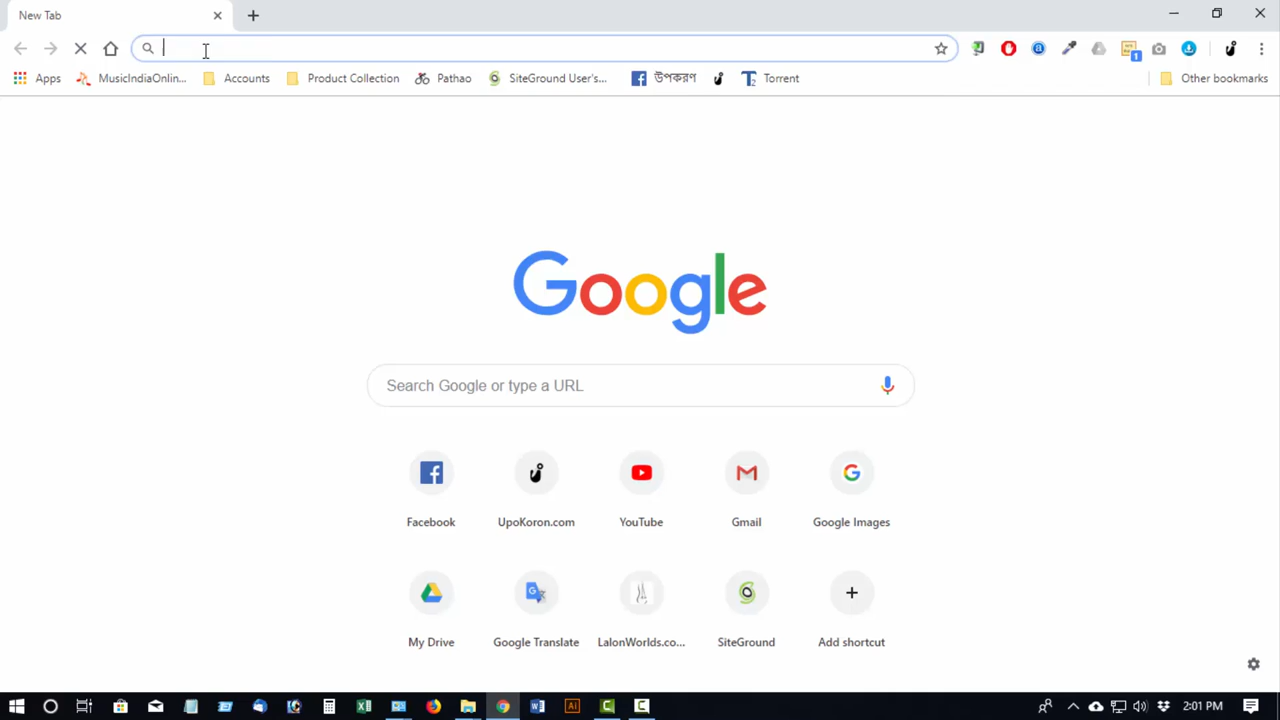 New Tab
Apps MusicIndiaOnlin... Accounts Product Collection Pathao SiteGround User's... উপকরণ Torrent Other bookmarks
Google
Search Google or type a URL
Facebook UpoKoron.com YouTube Gmail Google Images
My Drive Google Translate LalonWorlds.co... SiteGround Add shortcut
2:01 PM